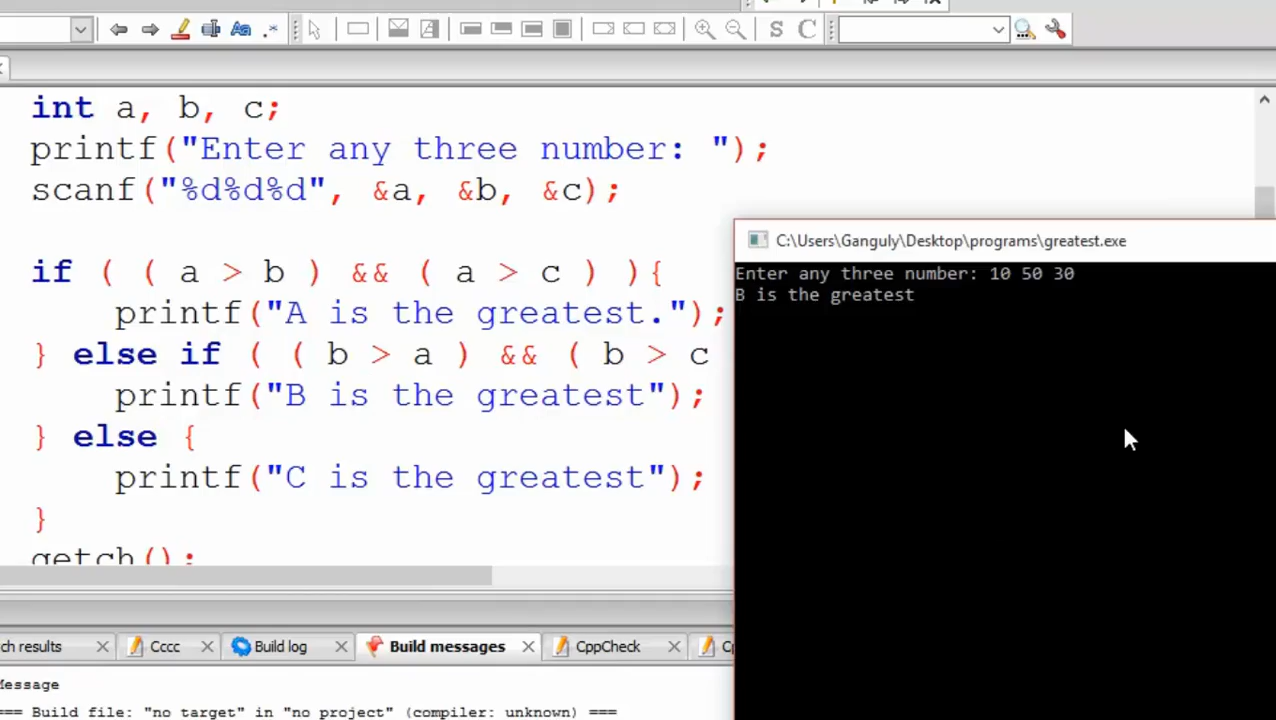 int a, b, c;
printf("Enter any three number: ");
scanf("%d%d%d", &a, &b, &c);
if ( ( a > b ) && ( a > c ) ){
printf("A is the greatest.");
} else if ( ( b > a ) && ( b > c
printf("B is the greatest");
} else {
printf("C is the greatest");
}
getch();
C:\Users\Ganguly\Desktop\programs\greatest.exe
Enter any three number: 10 50 30
B is the greatest
ch results
Cccc
Build log
Build messages
CppCheck
Message
=== Build file: "no target" in "no project" (compiler: unknown) ===